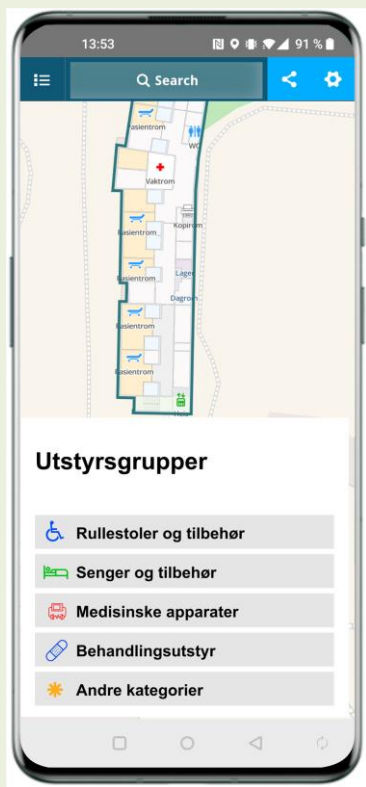 13:53
91 %
Search
Pasientrom
WC
Vaktrom
Kopirom
Pasientrom
Lager
Pasientrom
Dagrom
Pasientrom
Pasientrom
Heis
Utstyrsgrupper
Rullestoler og tilbehør
Senger og tilbehør
Medisinske apparater
Behandlingsutstyr
Andre kategorier